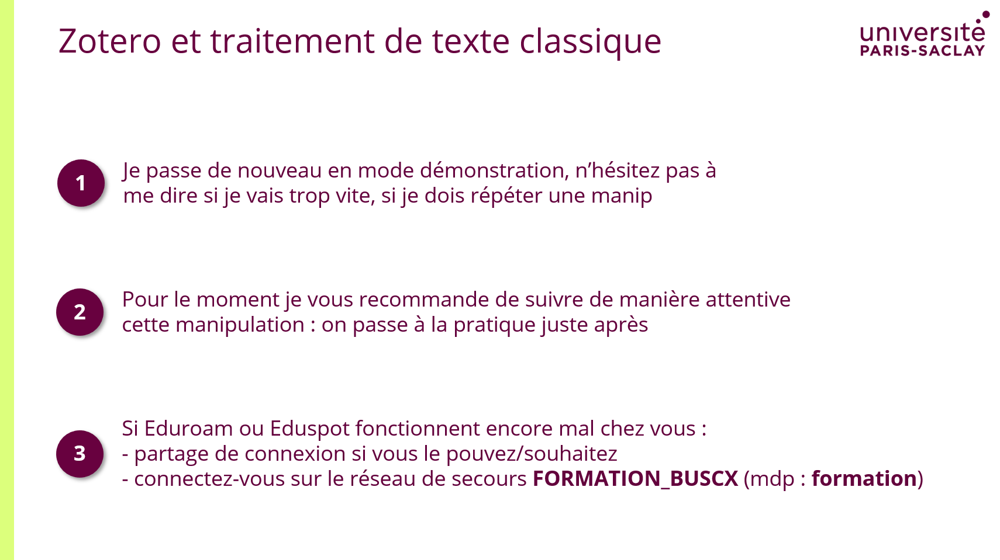 Zotero et traitement de texte classique
universite
PARIS-SACLAY
1
Je passe de nouveau en mode démonstration, n’hésitez pas à
me dire si je vais trop vite, si je dois répéter une manip
2
Pour le moment je vous recommande de suivre de manière attentive
cette manipulation : on passe à la pratique juste après
3
Si Eduroam ou Eduspot fonctionnent encore mal chez vous :
- partage de connexion si vous le pouvez/souhaitez
- connectez-vous sur le réseau de secours FORMATION_BUSCX (mdp : formation)